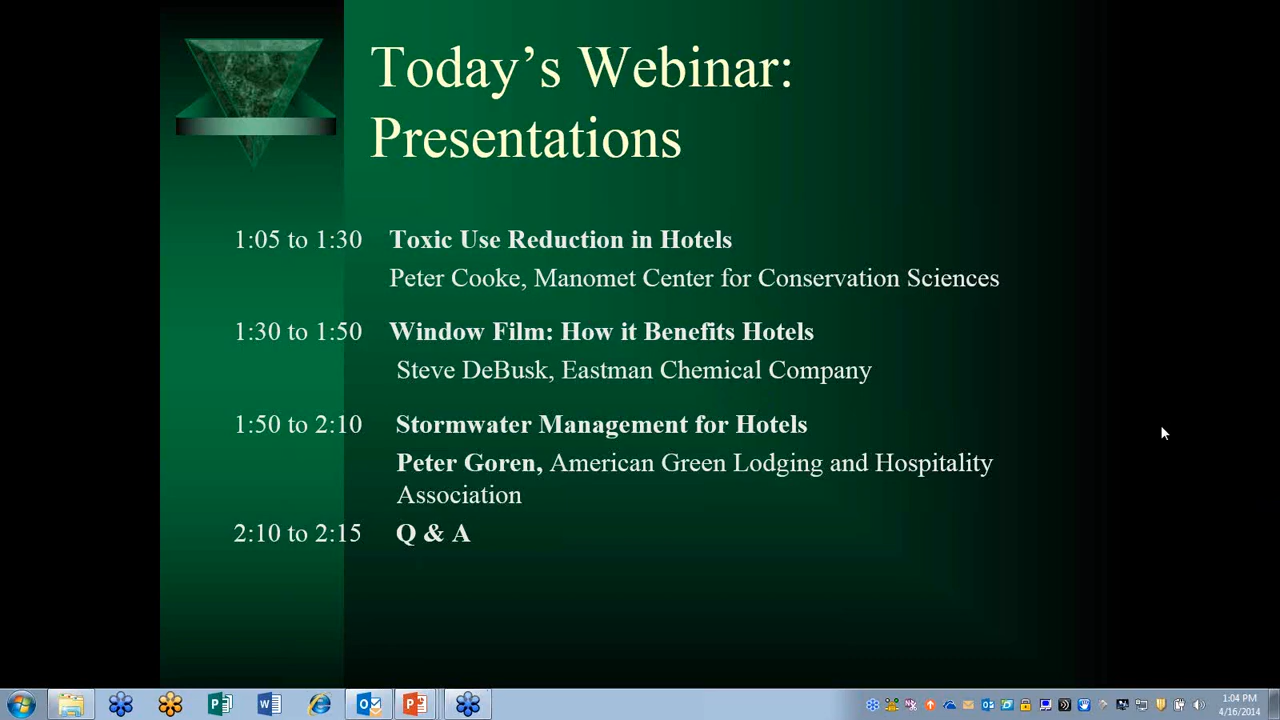 Today’s Webinar:
Presentations
1:05 to 1:30 Toxic Use Reduction in Hotels
Peter Cooke, Manomet Center for Conservation Sciences
1:30 to 1:50 Window Film: How it Benefits Hotels
Steve DeBusk, Eastman Chemical Company
1:50 to 2:10 Stormwater Management for Hotels
Peter Goren, American Green Lodging and Hospitality
Association
2:10 to 2:15 Q & A
1:04 PM
4/16/2014